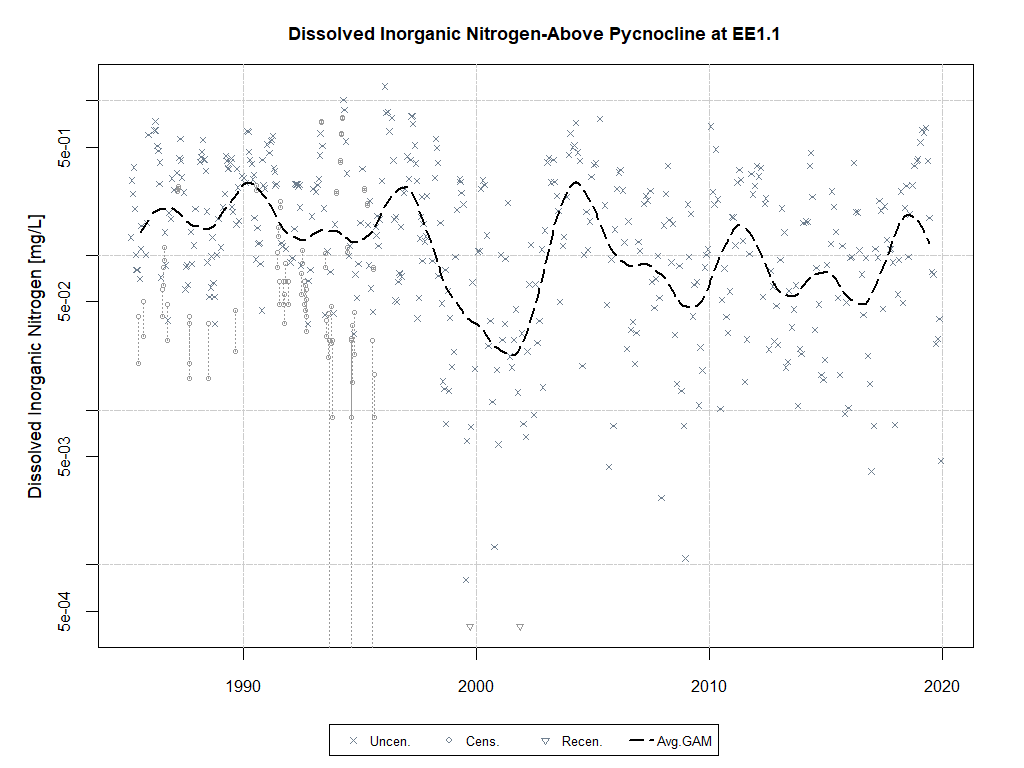 Dissolved Inorganic Nitrogen-Above Pycnocline at EE1.1
Dissolved Inorganic Nitrogen [mg/L]
5e-01
5e-02
5e-03
5e-04
1990 2000 2010 2020
Uncen. Cens. Recen. Avg.GAM